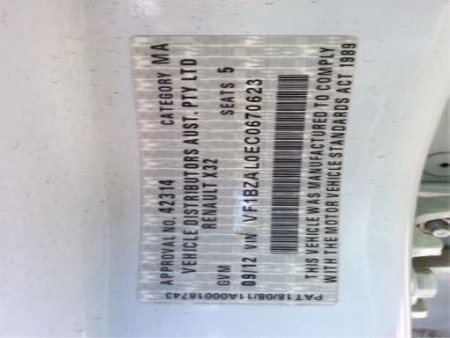 APPROVAL NO. 42314 CATEGORY MA
VEHICLE DISTRIBUTORS AUST. PTY LTD
RENAULT X32
GVM SEATS 5
09/12 VIN VF1BZAL0EC0670623
THIS VEHICLE WAS MANUFACTURED TO COMPLY
WITH THE MOTOR VEHICLE STANDARDS ACT 1989
PAT18/08/11A00018743